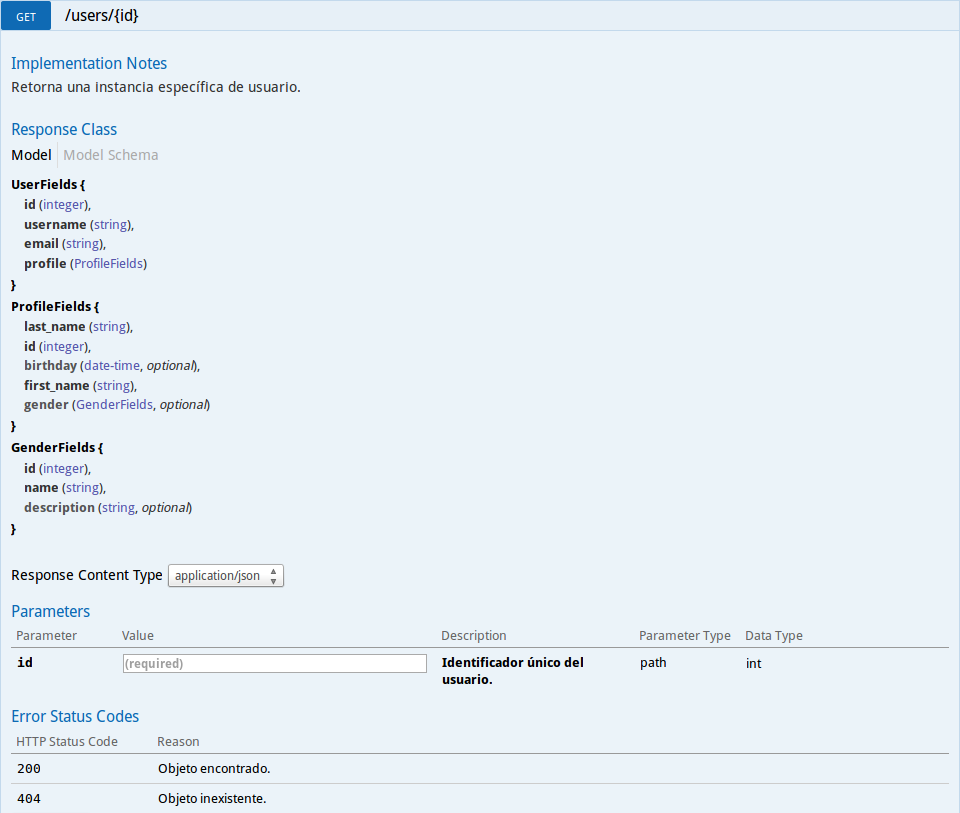 GET /users/{id}
Implementation Notes
Retorna una instancia específica de usuario.
Response Class
Model Model Schema
UserFields {
id (integer),
username (string),
email (string),
profile (ProfileFields)
}
ProfileFields {
last_name (string),
id (integer),
birthday (date-time, optional),
first_name (string),
gender (GenderFields, optional)
}
GenderFields {
id (integer),
name (string),
description (string, optional)
}
Response Content Type application/json
Parameters
Parameter Value Description Parameter Type Data Type
id (required) Identificador único del path int
usuario.
Error Status Codes
HTTP Status Code Reason
200 Objeto encontrado.
404 Objeto inexistente.